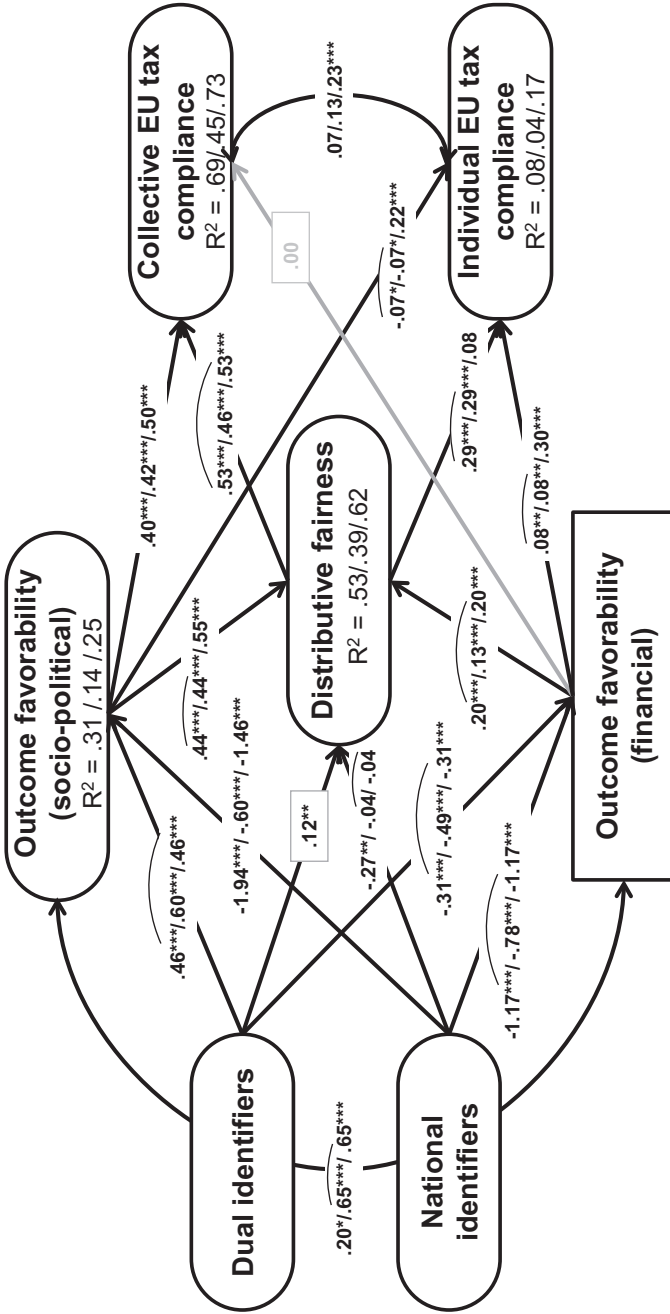 Outcome favorability
(socio-political)
R² = .31 /.14 /.25
Collective EU tax
compliance
R² = .69/.45/.73
Individual EU tax
compliance
R² = .08/.04/.17
Distributive fairness
R² = .53/.39/.62
Outcome favorability
(financial)
Dual identifiers
National
identifiers
.40***/.42***/.50***
.53***/.46***/.53***
.07/.13/.23***
.00
-.07*/-.07*/.22***
.29***/.29***/.08
.08**/.08**/.30***
.44***/.44***/.55***
.20***/.13***/.20***
.46***/.60***/.46***
-1.94***/ -.60***/ -1.46***
.12**
-.27**/ -.04/ -.04
-.31***/ -.49***/ -.31***
-1.17***/ -.78***/ -1.17***
.20*/.65***/.65***